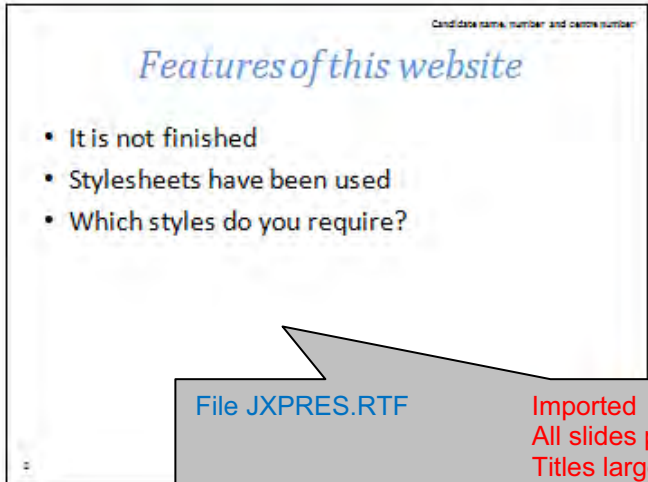 Candidate name, number and centre number
Features of this website
• It is not finished
• Stylesheets have been used
• Which styles do you require?
File JXPRES.RTF
Imported
All slides p
Titles larg